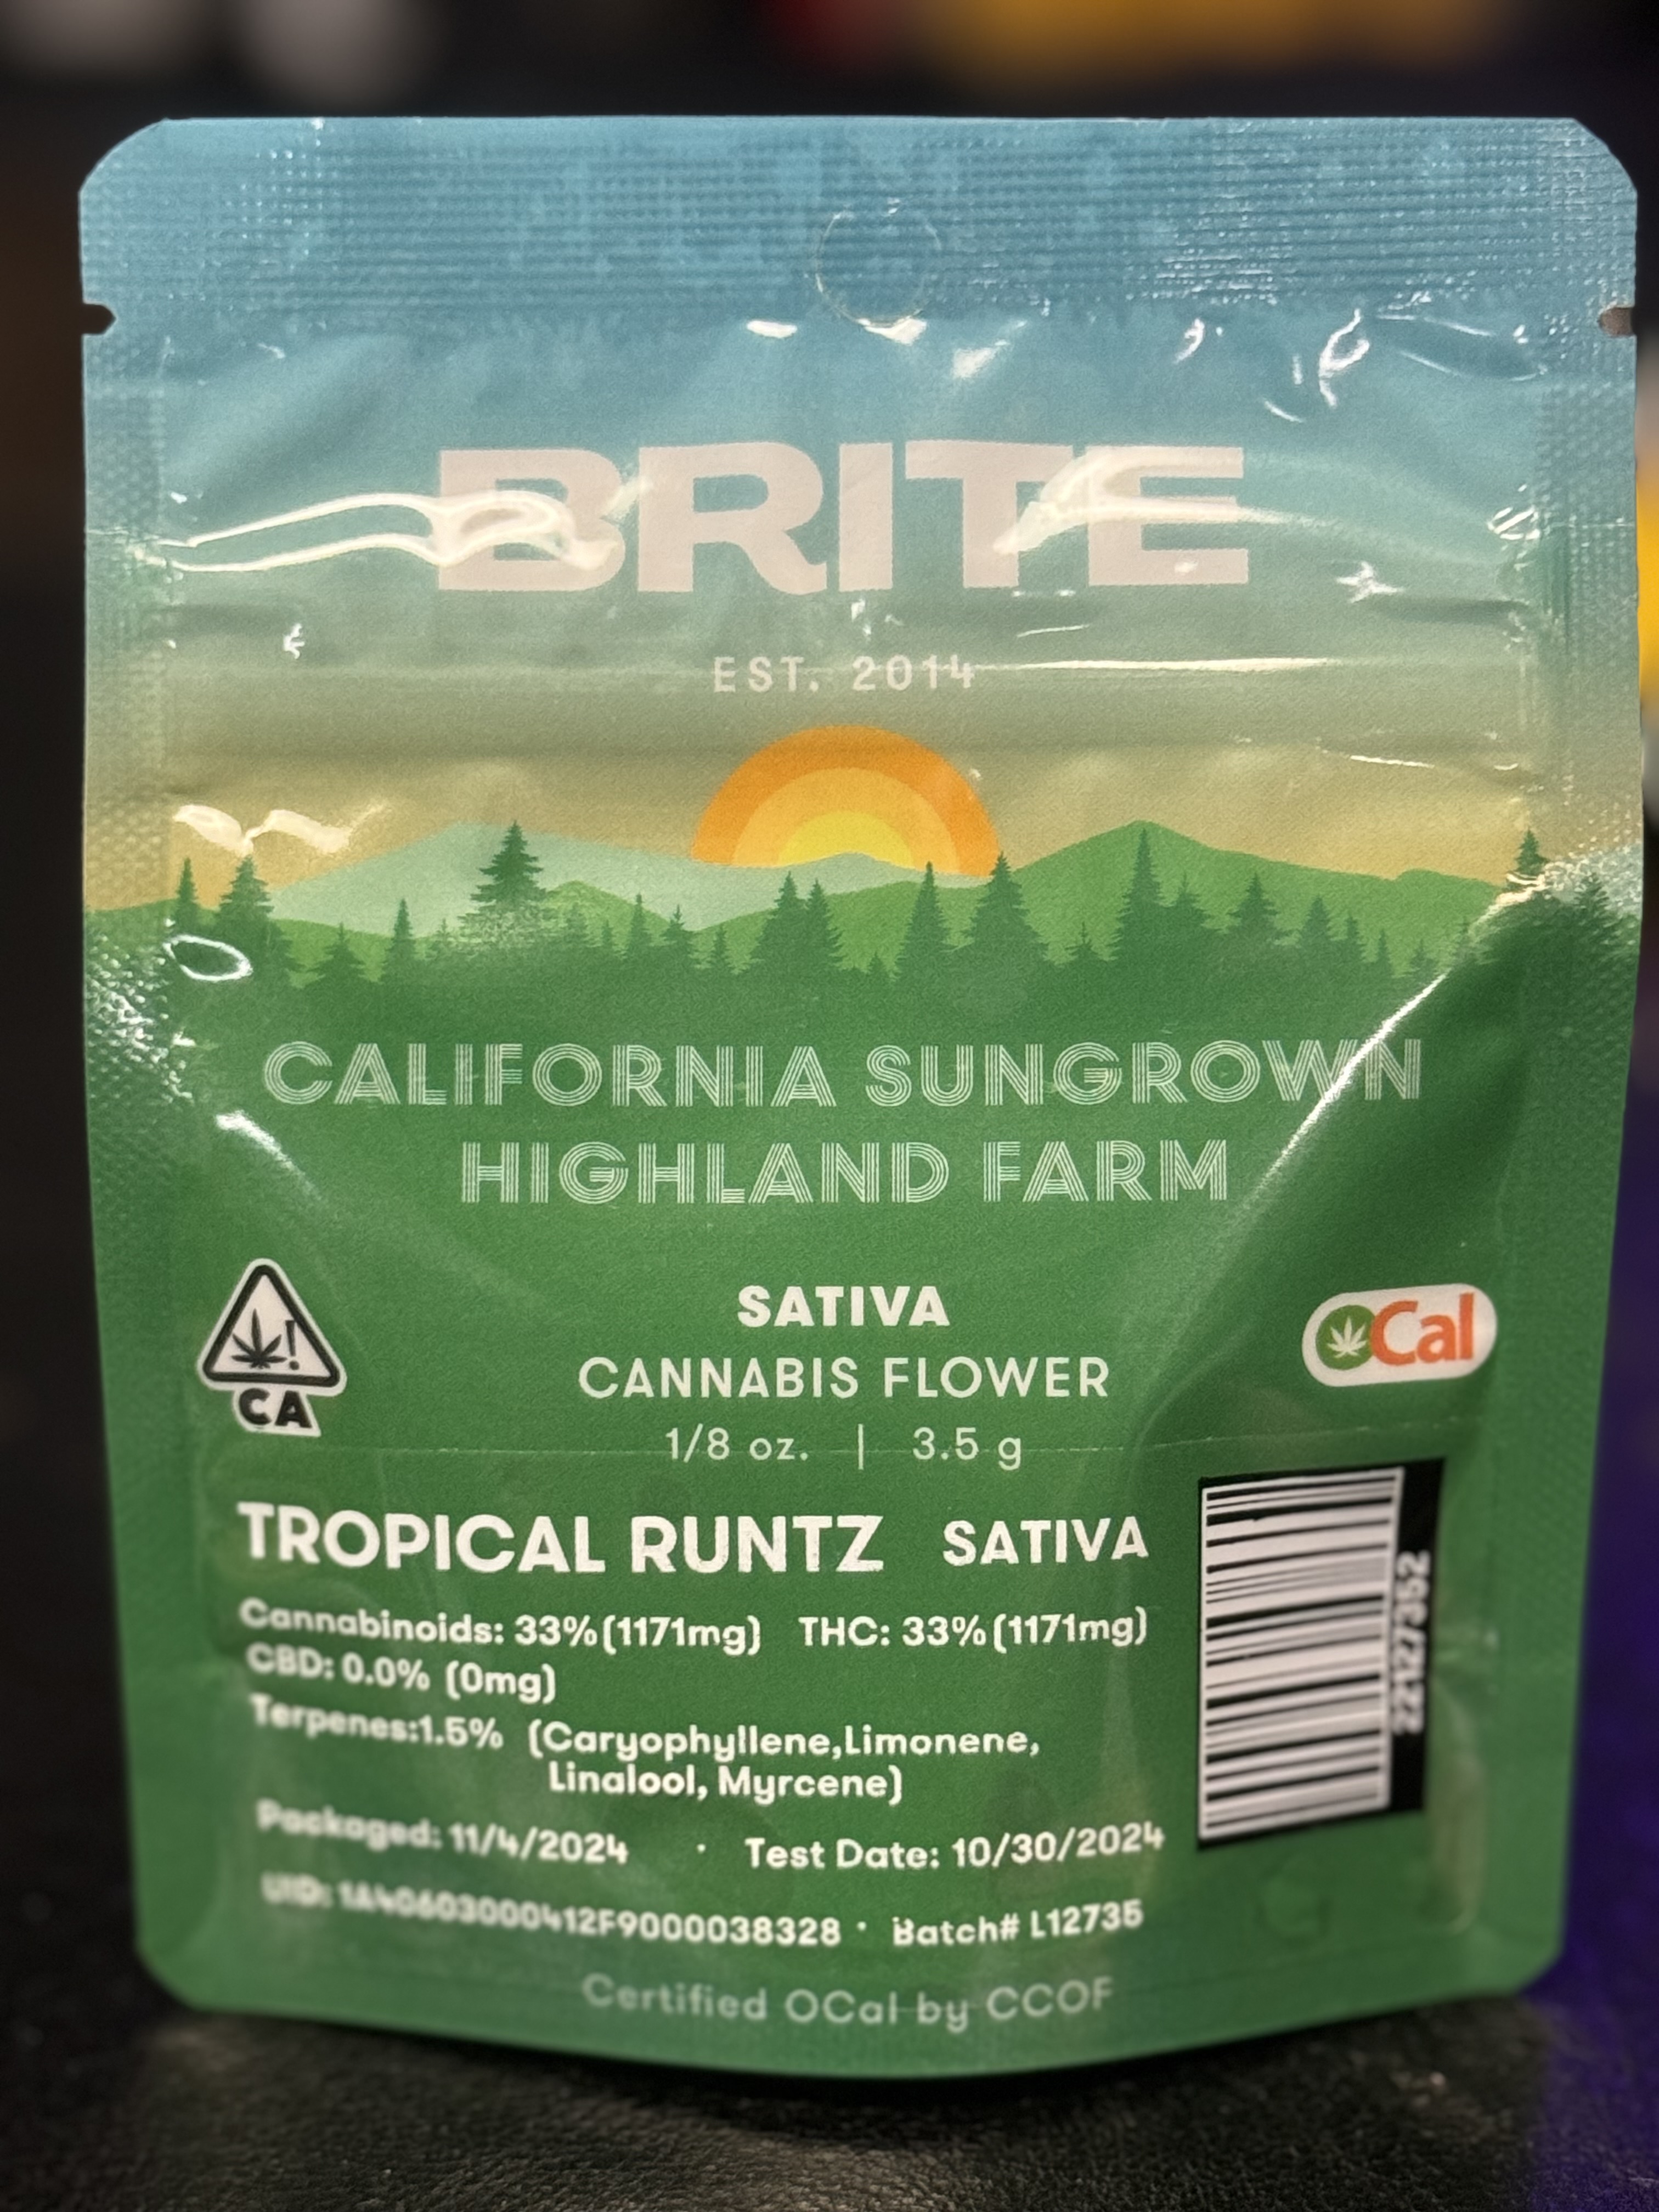 BRITE
EST. 2014
CALIFORNIA SUNGROWN
HIGHLAND FARM
SATIVA
CANNABIS FLOWER
1/8 oz. | 3.5 g
CA
OCal
TROPICAL RUNTZ SATIVA
Cannabinoids: 33%(1171mg) THC: 33%(1171mg)
CBD: 0.0% (0mg)
Terpenes:1.5% (Caryophyllene,Limonene,
Linalool, Myrcene)
Packaged: 11/4/2024 · Test Date: 10/30/2024
UID: 1A40603000412F9000038328 · Batch# L12735
22127352
Certified OCal by CCOF